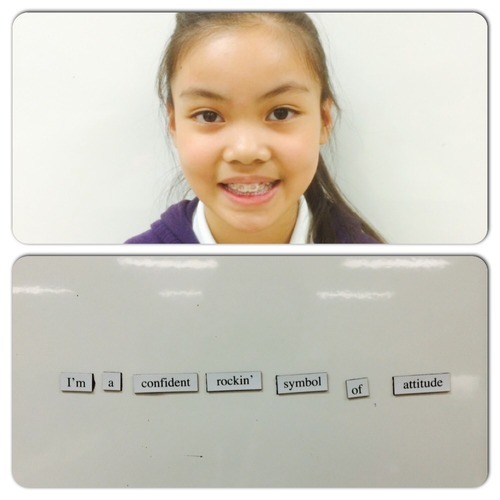 I'm a confident rockin' symbol of attitude